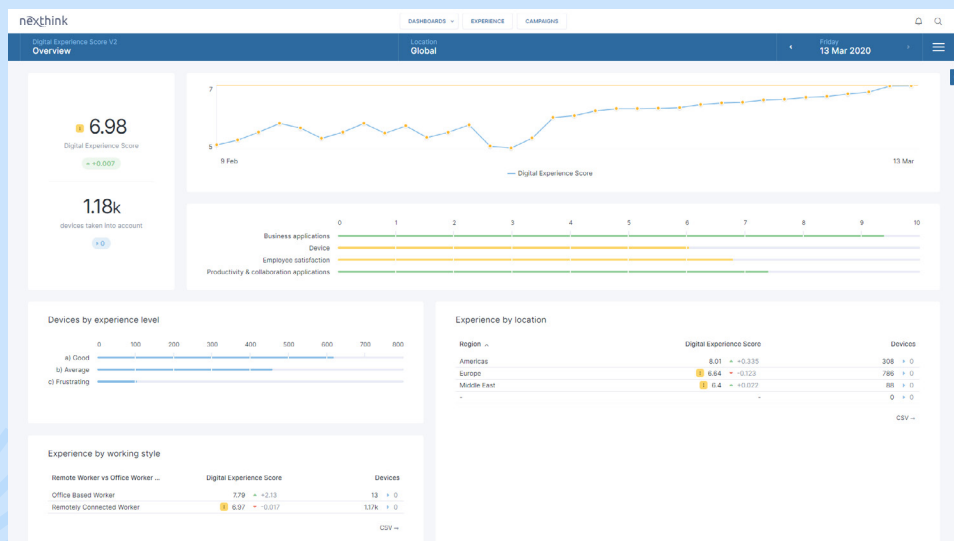 nexthink
DASHBOARDS EXPERIENCE CAMPAIGNS
Digital Experience Score V2
Overview
Location
Global
Friday
13 Mar 2020
6.98
Digital Experience Score
+0.007
1.18k
devices taken into account
0
7
5
9 Feb
13 Mar
Digital Experience Score
0 1 2 3 4 5 6 7 8 9 10
Business applications
Device
Employee satisfaction
Productivity & collaboration applications
Devices by experience level
0 100 200 300 400 500 600 700 800
a) Good
b) Average
c) Frustrating
Experience by location
Region Digital Experience Score Devices
Americas 8.01 +0.335 308 0
Europe 6.64 -0.123 786 0
Middle East 6.4 +0.022 88 0
- - 0 0
CSV →
Experience by working style
Remote Worker vs Office Worker ... Digital Experience Score Devices
Office Based Worker 7.79 +2.13 13 0
Remotely Connected Worker 6.97 -0.017 1.17k 0
CSV →